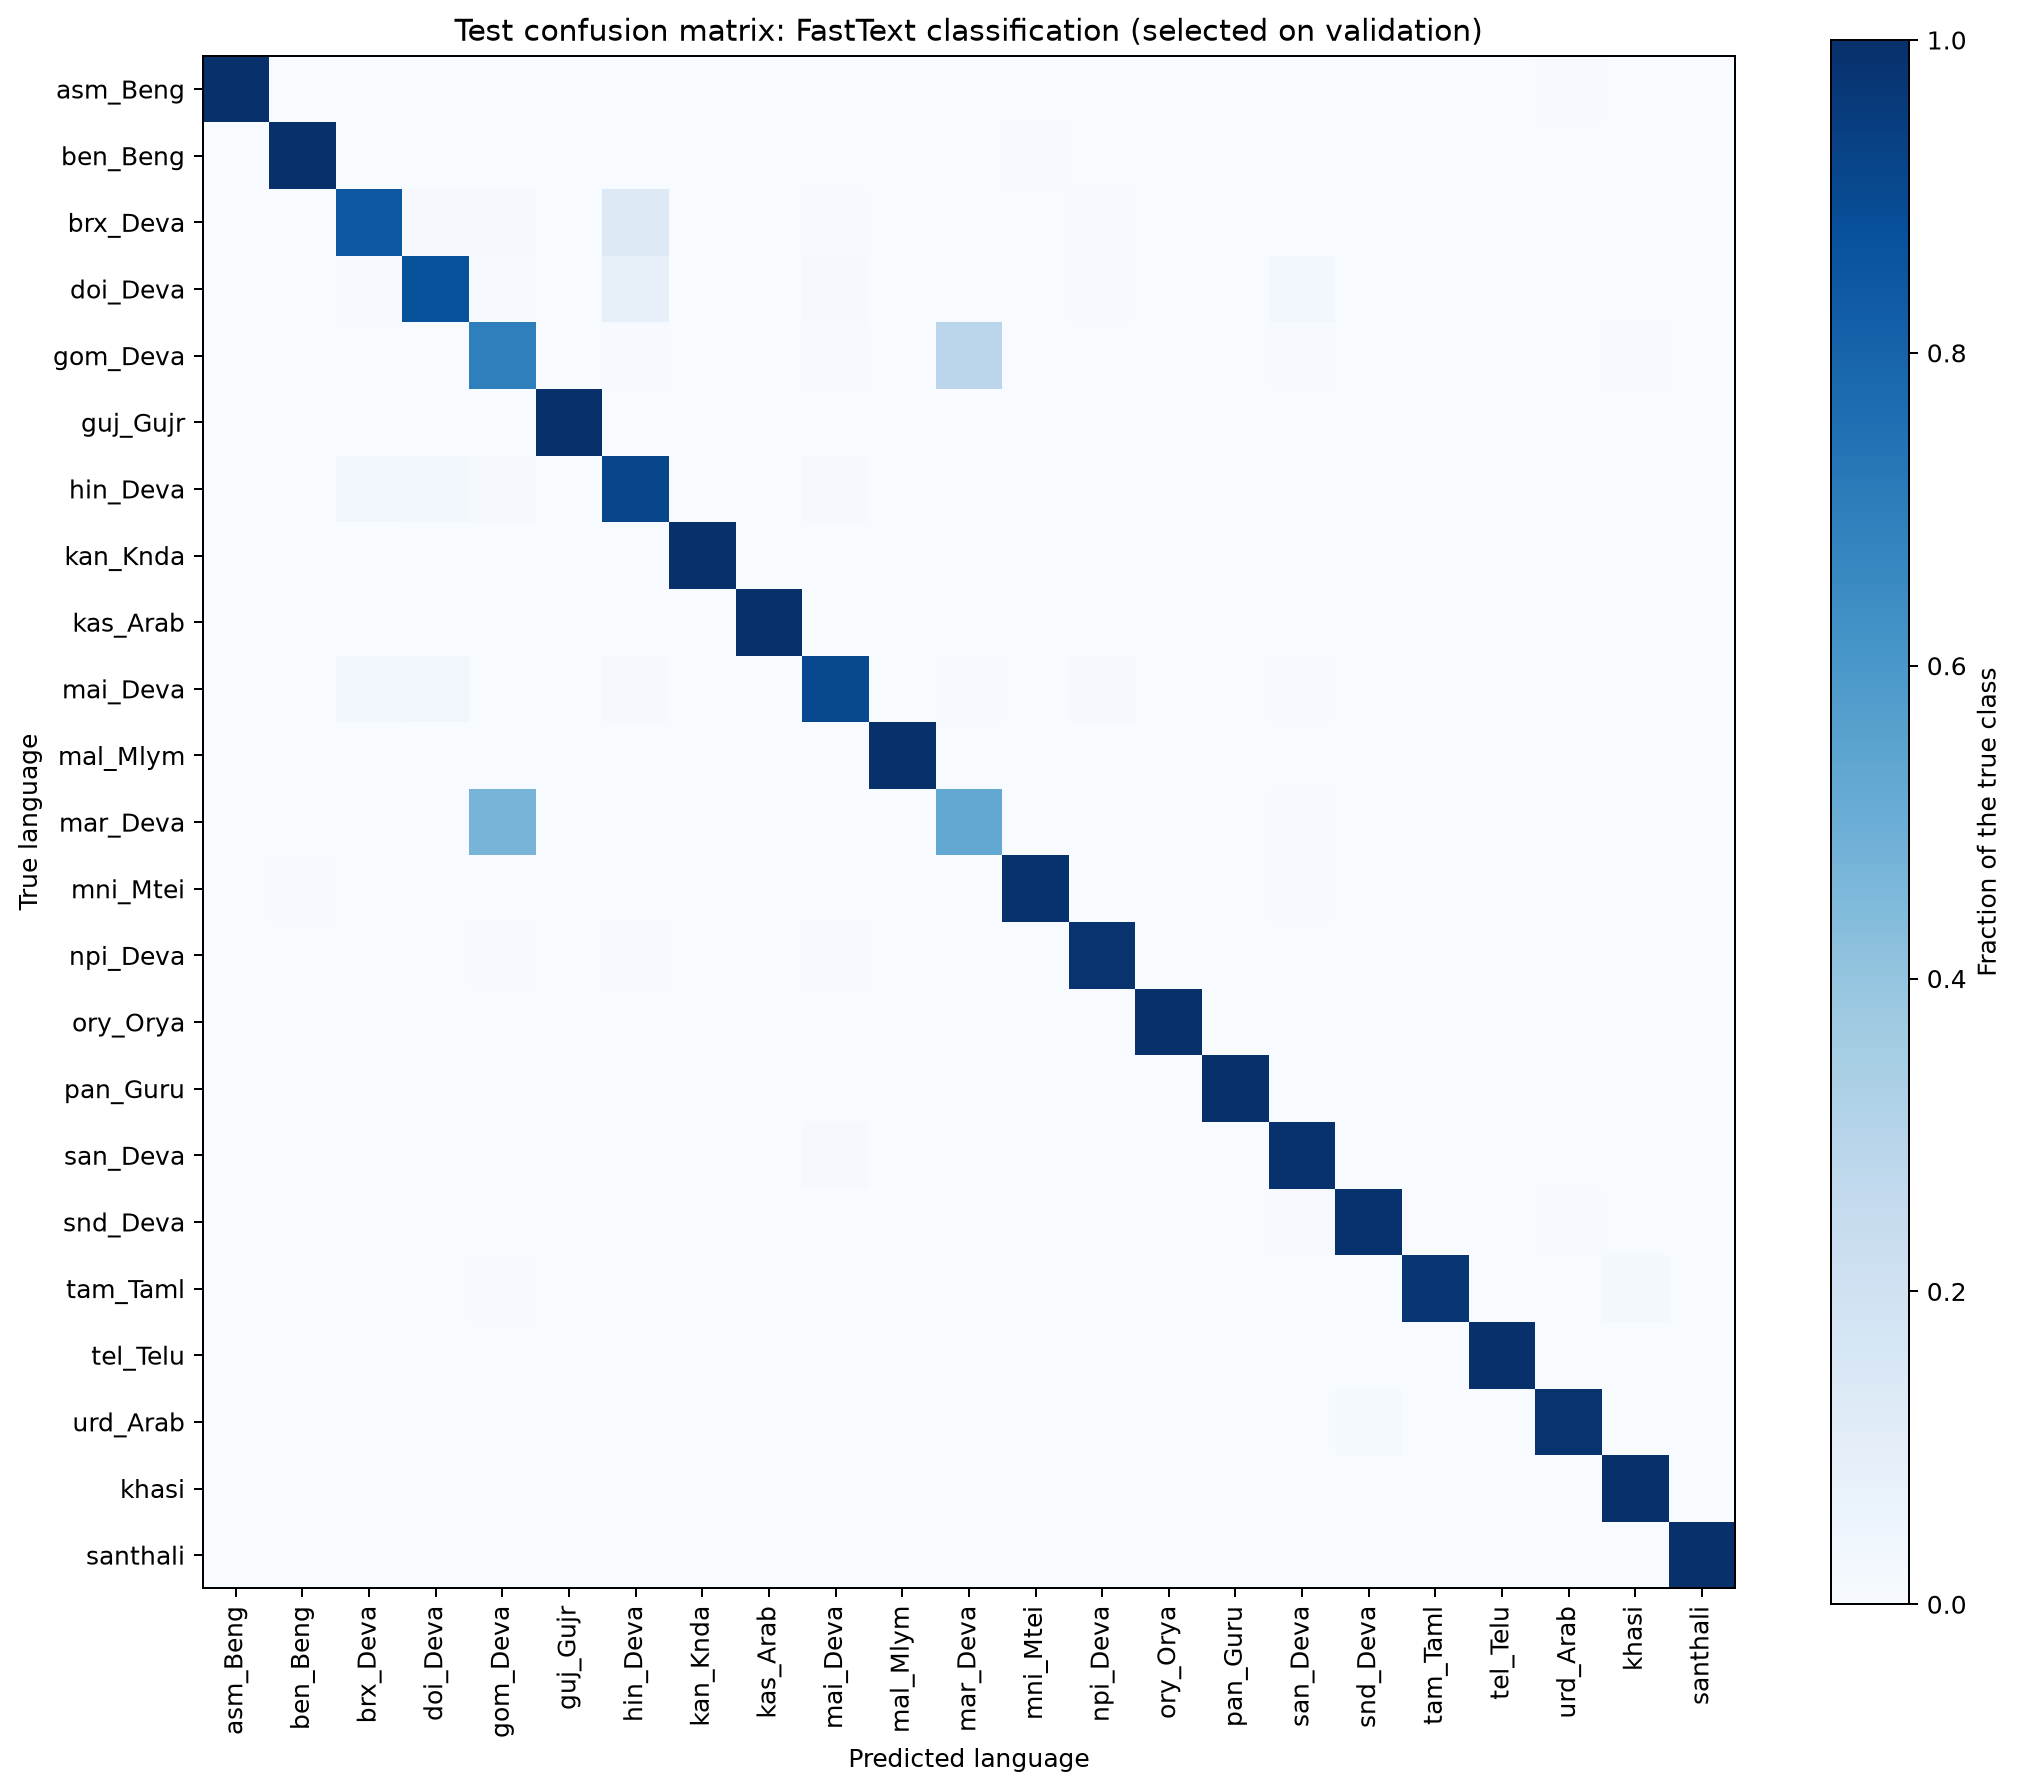 Test confusion matrix: FastText classification (selected on validation)
True language
asm_Beng
ben_Beng
brx_Deva
doi_Deva
gom_Deva
guj_Gujr
hin_Deva
kan_Knda
kas_Arab
mai_Deva
mal_Mlym
mar_Deva
mni_Mtei
npi_Deva
ory_Orya
pan_Guru
san_Deva
snd_Deva
tam_Taml
tel_Telu
urd_Arab
khasi
santhali
asm_Beng
ben_Beng
brx_Deva
doi_Deva
gom_Deva
guj_Gujr
hin_Deva
kan_Knda
kas_Arab
mai_Deva
mal_Mlym
mar_Deva
mni_Mtei
npi_Deva
ory_Orya
pan_Guru
san_Deva
snd_Deva
tam_Taml
tel_Telu
urd_Arab
khasi
santhali
Predicted language
1.0
0.8
0.6
0.4
0.2
0.0
Fraction of the true class